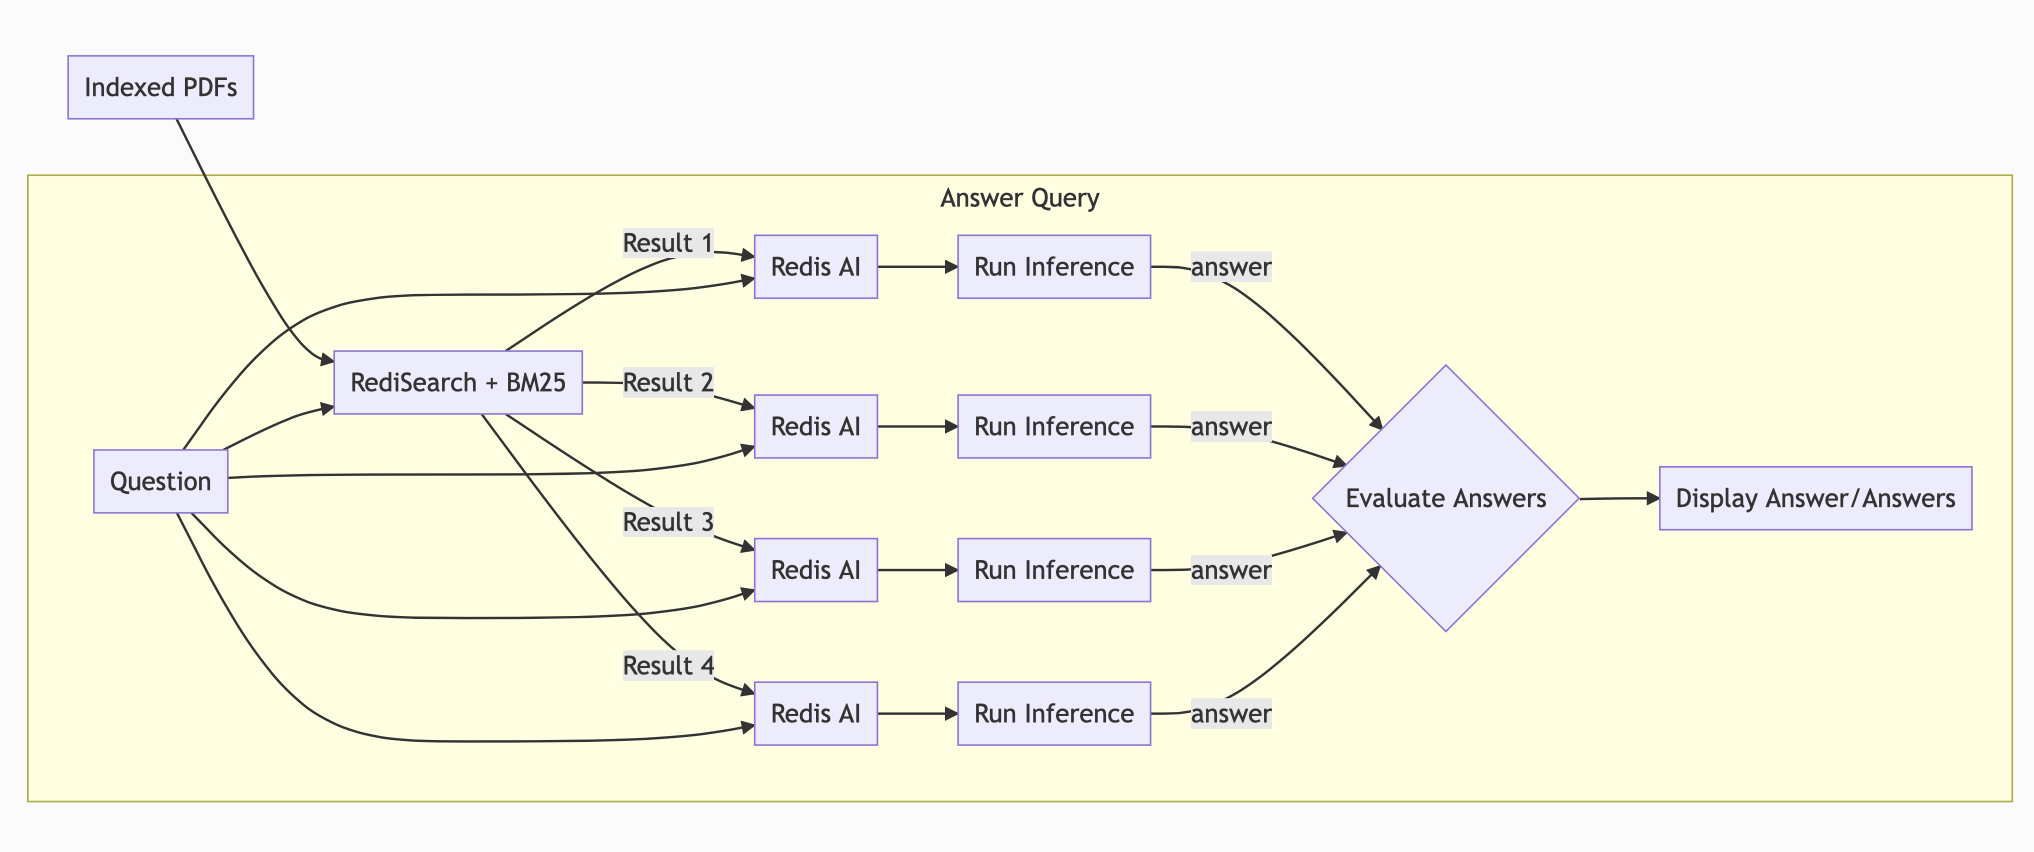 Indexed PDFs
Answer Query
Result 1
Redis AI
Run Inference
answer
RediSearch + BM25
Result 2
Redis AI
Run Inference
answer
Question
Evaluate Answers
Display Answer/Answers
Result 3
Redis AI
Run Inference
answer
Result 4
Redis AI
Run Inference
answer